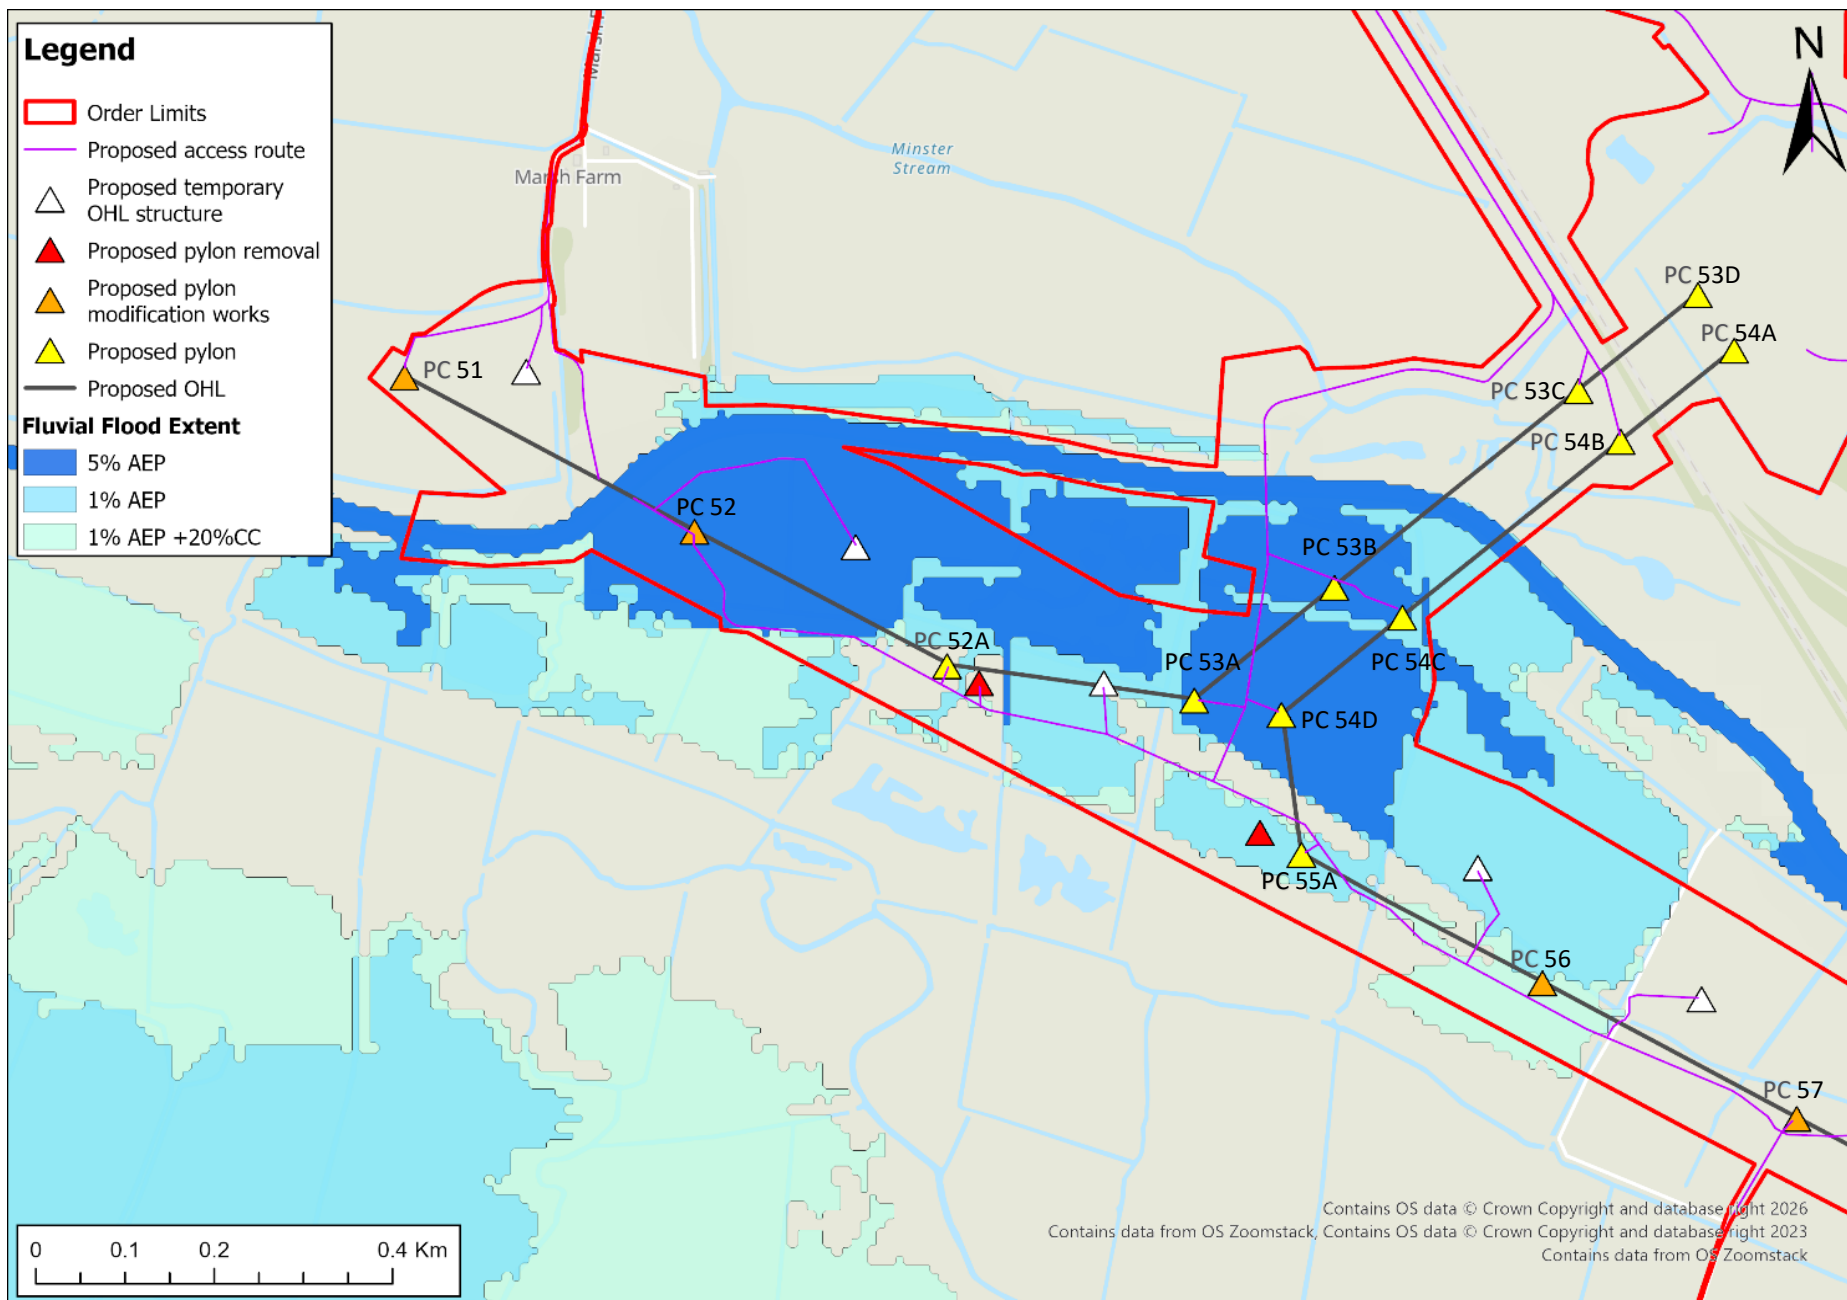 Legend
Order Limits
Proposed access route
Proposed temporary
OHL structure
Proposed pylon removal
Proposed pylon
modification works
Proposed pylon
Proposed OHL
Fluvial Flood Extent
5% AEP
1% AEP
1% AEP +20%CC
Marsh Farm
Minster
Stream
N
PC 53D
PC 54A
PC 51
PC 53C
PC 54B
PC 52
PC 53B
PC 52A
PC 53A
PC 54C
PC 54D
PC 55A
PC 56
PC 57
0 0.1 0.2 0.4 Km
Contains OS data © Crown Copyright and database right 2026
Contains data from OS Zoomstack, Contains OS data © Crown Copyright and database right 2023
Contains data from OS Zoomstack